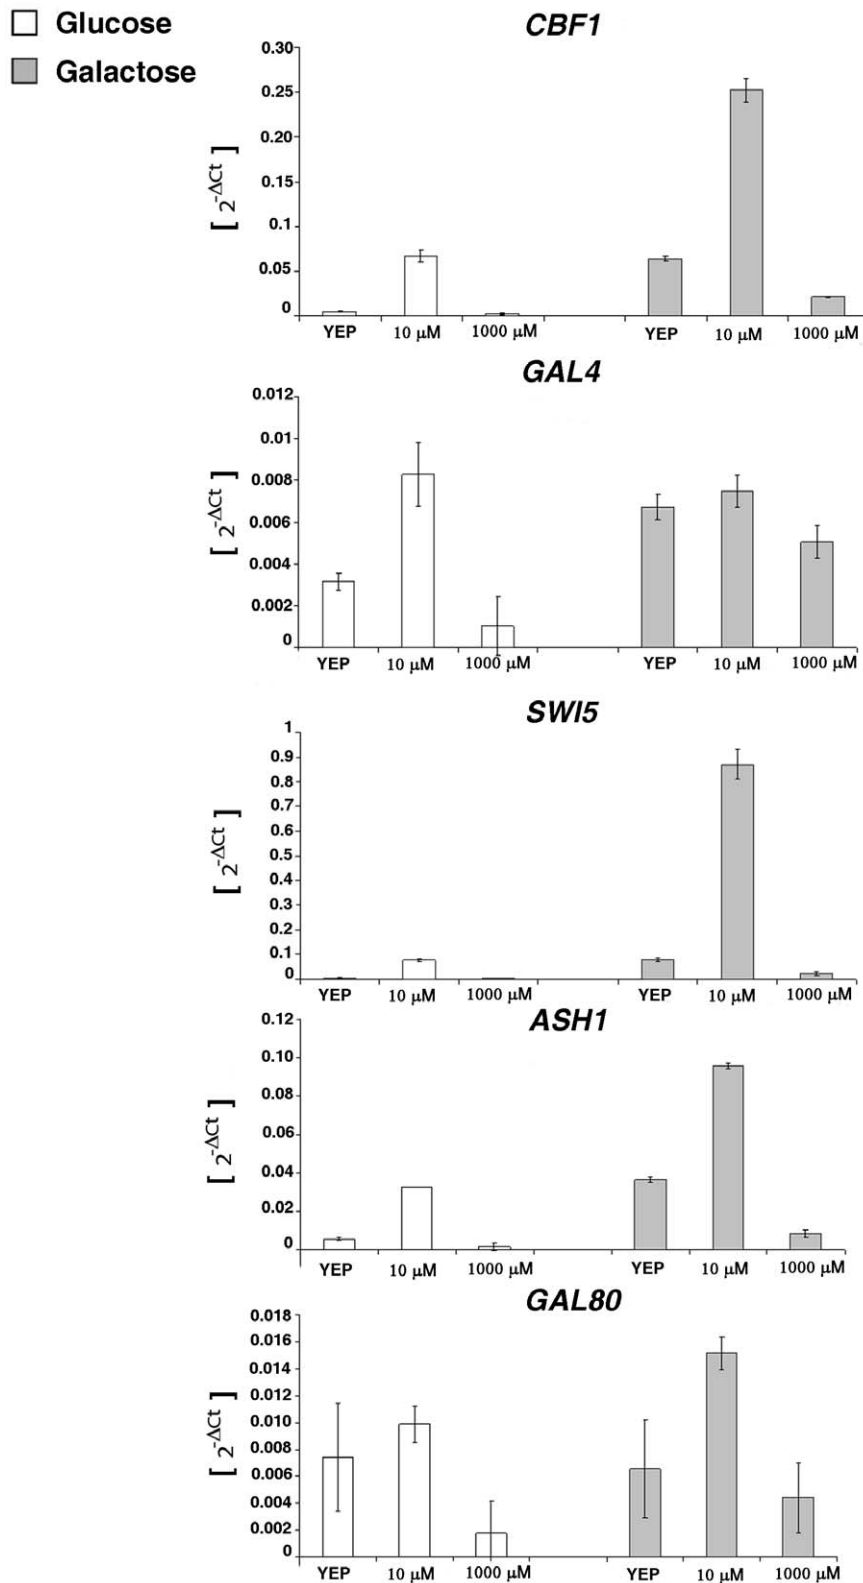 Glucose
Galactose
CBF1
[ 2^-ΔCt ]
0.30
0.25
0.20
0.15
0.1
0.05
0
YEP 10 µM 1000 µM YEP 10 µM 1000 µM
GAL4
[ 2^-ΔCt ]
0.012
0.01
0.008
0.006
0.004
0.002
0
YEP 10 µM 1000 µM YEP 10 µM 1000 µM
SWI5
[ 2^-ΔCt ]
1
0.9
0.8
0.7
0.6
0.5
0.4
0.3
0.2
0.1
0
YEP 10 µM 1000 µM YEP 10 µM 1000 µM
ASH1
[ 2^-ΔCt ]
0.12
0.10
0.08
0.06
0.04
0.02
0
YEP 10 µM 1000 µM YEP 10 µM 1000 µM
GAL80
[ 2^-ΔCt ]
0.018
0.016
0.014
0.012
0.010
0.008
0.006
0.004
0.002
0
YEP 10 µM 1000 µM YEP 10 µM 1000 µM